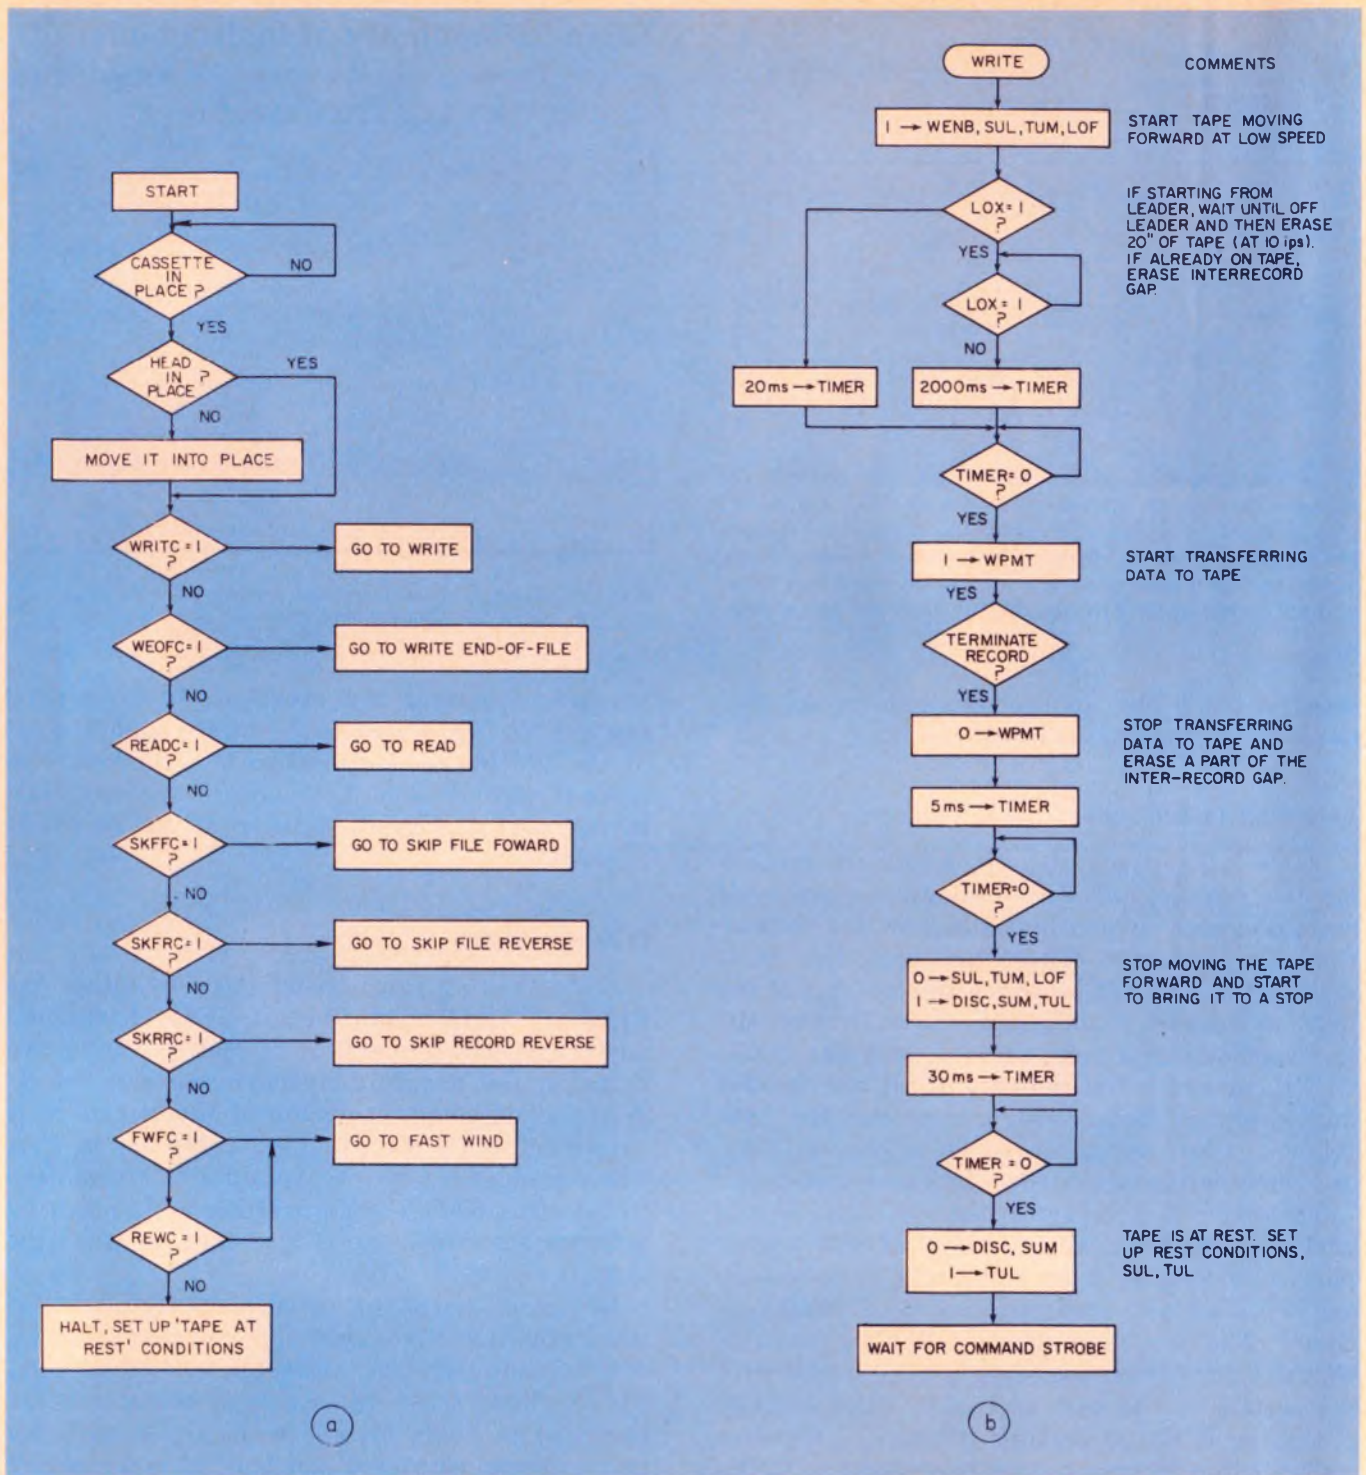 START
CASSETTE
IN
PLACE ?
NO
YES
HEAD
IN ?
PLACE
YES
NO
MOVE IT INTO PLACE
WRITC = 1
?
GO TO WRITE
NO
WEOFC = 1
?
GO TO WRITE END-OF-FILE
NO
READC = 1
?
GO TO READ
NO
SKFFC = 1
?
GO TO SKIP FILE FOWARD
NO
SKFRC = 1
?
GO TO SKIP FILE REVERSE
NO
SKRRC = 1
?
GO TO SKIP RECORD REVERSE
NO
FWFC = 1
?
GO TO FAST WIND
REWC = 1
?
NO
HALT, SET UP 'TAPE AT
REST' CONDITIONS
a
WRITE
COMMENTS
1 → WENB, SUL, TUM, LOF
START TAPE MOVING
FORWARD AT LOW SPEED
LOX = 1
?
YES
IF STARTING FROM
LEADER, WAIT UNTIL OFF
LEADER AND THEN ERASE
20" OF TAPE (AT 10 ips).
IF ALREADY ON TAPE,
ERASE INTERRECORD
GAP.
LOX = 1
?
NO
20ms → TIMER
2000ms → TIMER
TIMER = 0
?
YES
1 → WPMT
START TRANSFERRING
DATA TO TAPE
YES
TERMINATE
RECORD
?
YES
0 → WPMT
STOP TRANSFERRING
DATA TO TAPE AND
ERASE A PART OF THE
INTER-RECORD GAP.
5ms → TIMER
TIMER=0
?
YES
0 → SUL, TUM, LOF
1 → DISC, SUM, TUL
STOP MOVING THE TAPE
FORWARD AND START
TO BRING IT TO A STOP
30ms → TIMER
TIMER = 0
?
YES
0 → DISC, SUM
1 → TUL
TAPE IS AT REST. SET
UP REST CONDITIONS,
SUL, TUL
WAIT FOR COMMAND STROBE
b